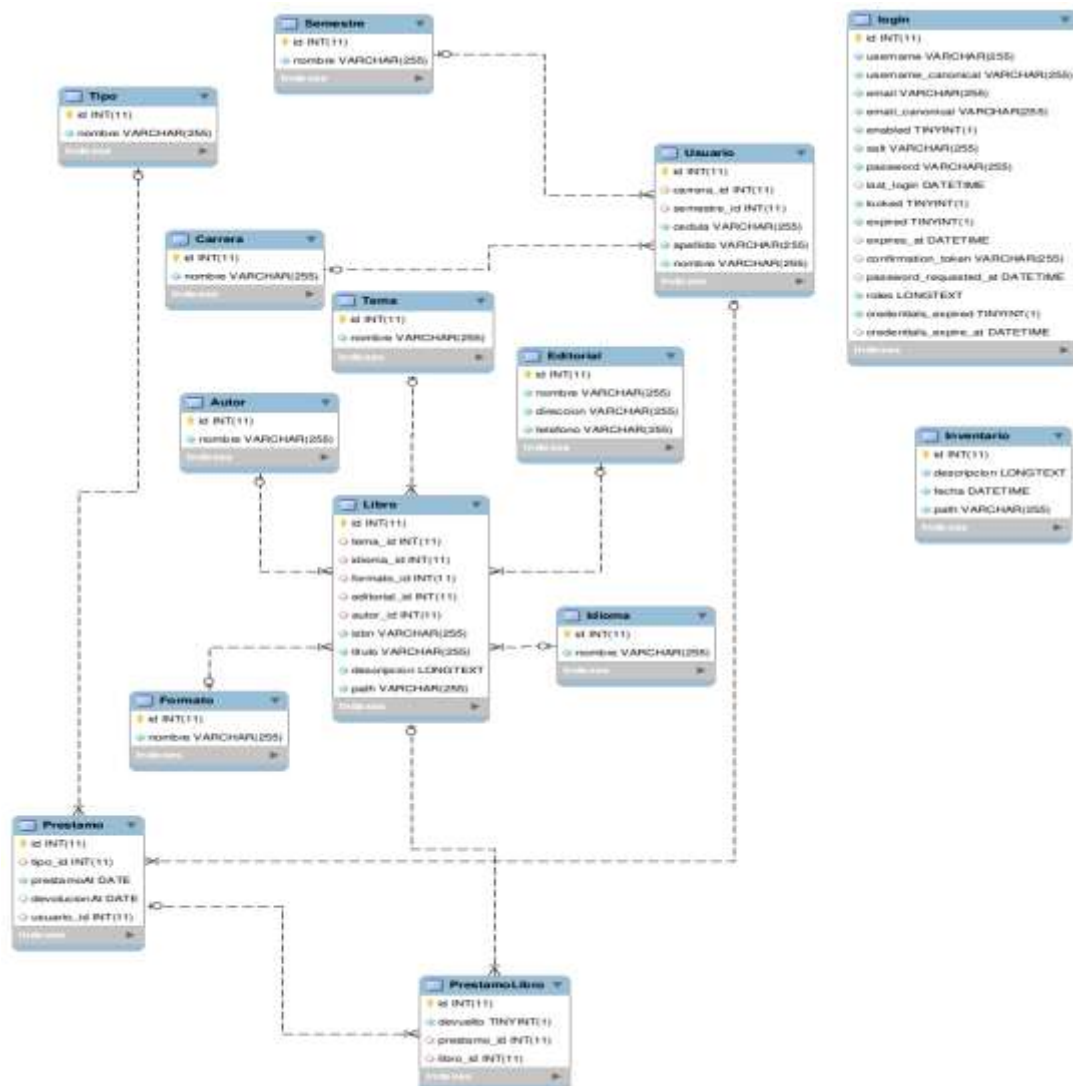 Semestre
id INT(11)
nombre VARCHAR(255)
Indexes
login
id INT(11)
username VARCHAR(255)
username_canonical VARCHAR(255)
email VARCHAR(255)
email_canonical VARCHAR(255)
enabled TINYINT(1)
salt VARCHAR(255)
password VARCHAR(255)
last_login DATETIME
locked TINYINT(1)
expired TINYINT(1)
expires_at DATETIME
confirmation_token VARCHAR(255)
password_requested_at DATETIME
roles LONGTEXT
credentials_expired TINYINT(1)
credentials_expire_at DATETIME
Indexes
Tipo
id INT(11)
nombre VARCHAR(255)
Indexes
Usuario
id INT(11)
carrera_id INT(11)
semestre_id INT(11)
cedula VARCHAR(255)
apellido VARCHAR(255)
nombre VARCHAR(255)
Indexes
Carrera
id INT(11)
nombre VARCHAR(255)
Indexes
Tema
id INT(11)
nombre VARCHAR(255)
Indexes
Editorial
id INT(11)
nombre VARCHAR(255)
direccion VARCHAR(255)
telefono VARCHAR(255)
Indexes
Autor
id INT(11)
nombre VARCHAR(255)
Indexes
Inventario
id INT(11)
descripcion LONGTEXT
fecha DATETIME
path VARCHAR(255)
Indexes
Libro
id INT(11)
tema_id INT(11)
idioma_id INT(11)
formato_id INT(11)
editorial_id INT(11)
autor_id INT(11)
isbn VARCHAR(255)
titulo VARCHAR(255)
descripcion LONGTEXT
path VARCHAR(255)
Indexes
Idioma
id INT(11)
nombre VARCHAR(255)
Indexes
Formato
id INT(11)
nombre VARCHAR(255)
Indexes
Prestamo
id INT(11)
tipo_id INT(11)
prestamoAt DATE
devolucionAt DATE
usuario_id INT(11)
Indexes
PrestamoLibro
id INT(11)
devuelto TINYINT(1)
prestamo_id INT(11)
libro_id INT(11)
Indexes